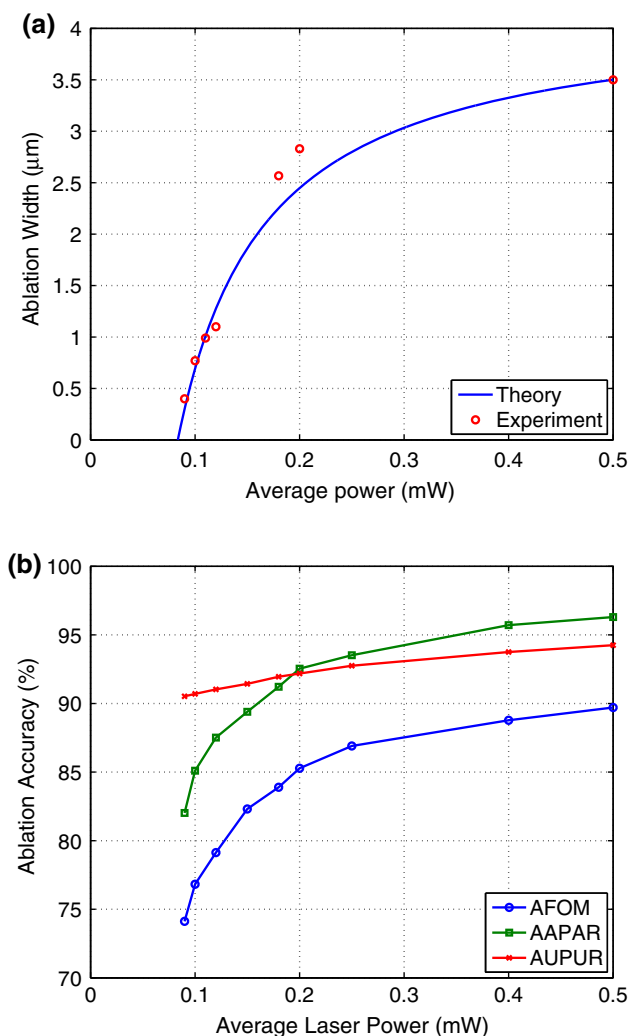 (a)
4
3.5
3
2.5
2
1.5
1
0.5
0
Ablation Width (μm)
0 0.1 0.2 0.3 0.4 0.5
Average power (mW)
Theory
Experiment
(b)
100
95
90
85
80
75
70
Ablation Accuracy (%)
0 0.1 0.2 0.3 0.4 0.5
Average Laser Power (mW)
AFOM
AAPAR
AUPUR